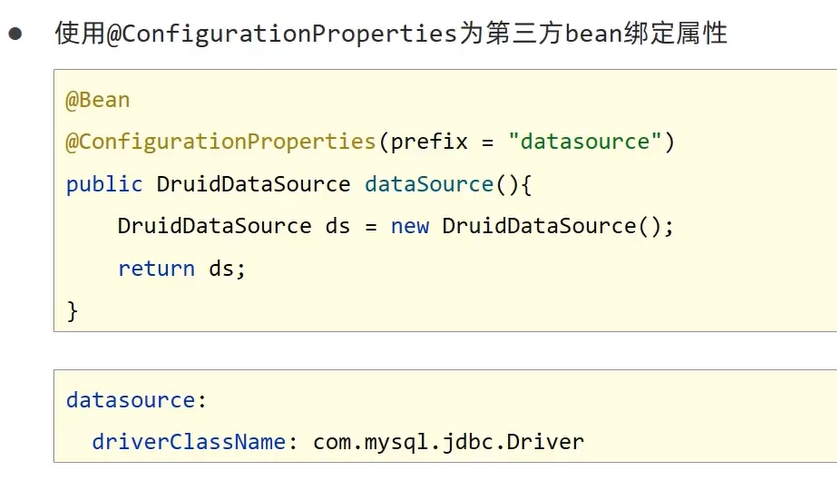 ● 使用@ConfigurationProperties为第三方bean绑定属性
@Bean
@ConfigurationProperties(prefix = "datasource")
public DruidDataSource dataSource(){
    DruidDataSource ds = new DruidDataSource();
    return ds;
}
datasource:
  driverClassName: com.mysql.jdbc.Driver